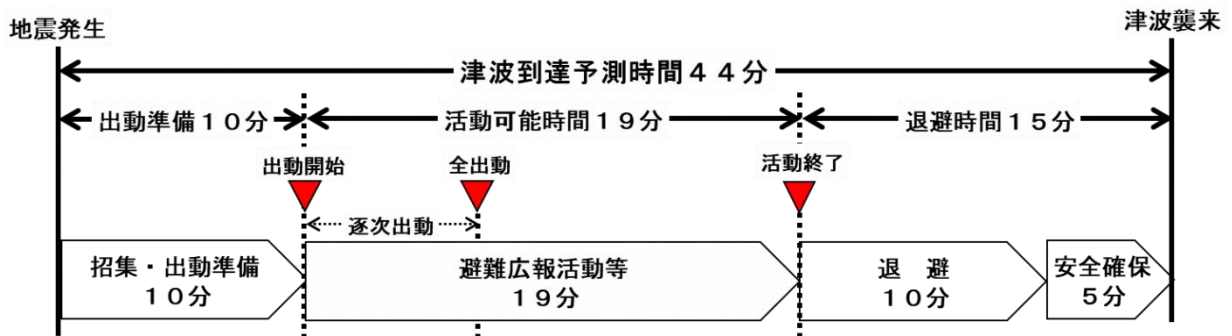 地震発生
津波襲来
津波到達予測時間４４分
出動準備１０分
活動可能時間１９分
退避時間１５分
出動開始
全出動
活動終了
逐次出動
招集・出動準備
１０分
避難広報活動等
１９分
退　避
１０分
安全確保
５分